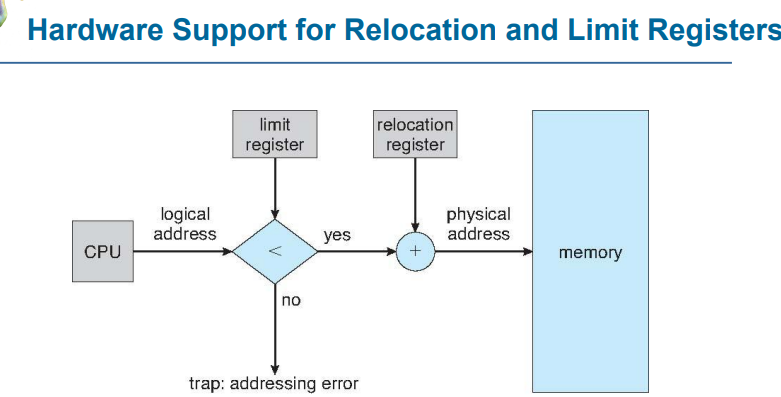 Hardware Support for Relocation and Limit Registers
limit
register
relocation
register
logical
address
physical
address
CPU
<
yes
+
memory
no
trap: addressing error